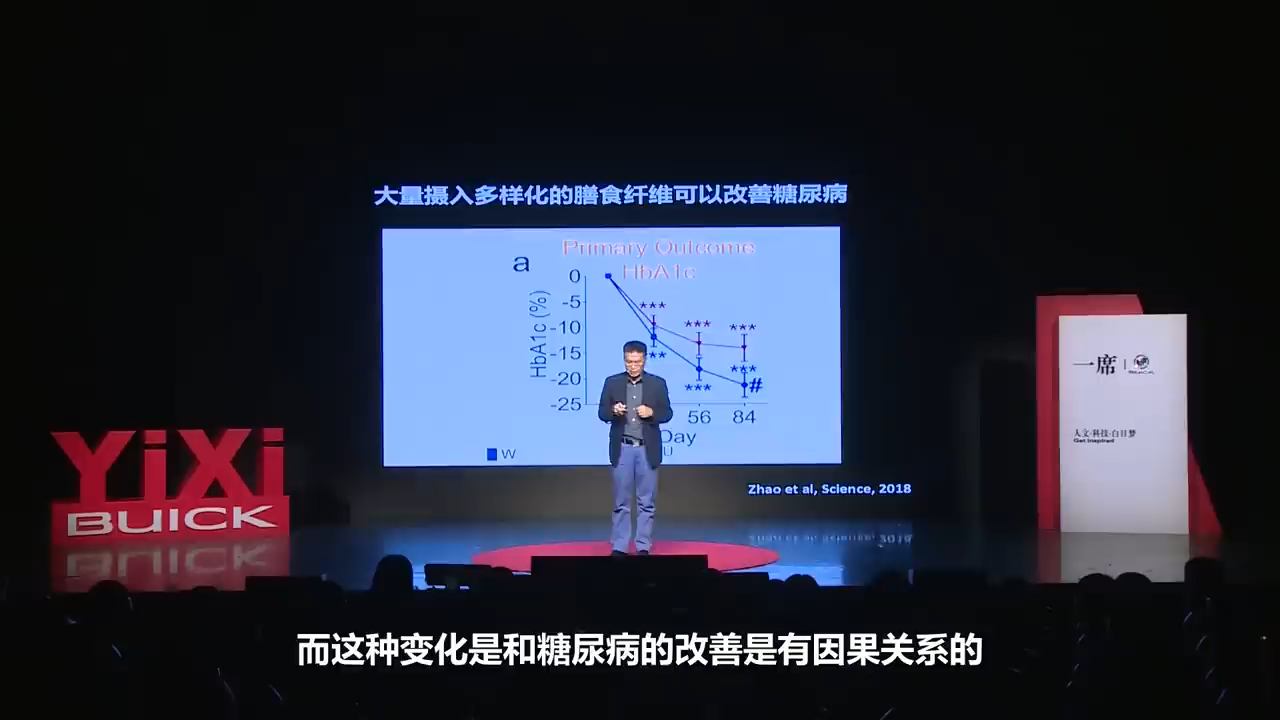 大量摄入多样化的膳食纤维可以改善糖尿病
Primary Outcome
HbA1c
a
HbA1c (%)
0
-5
-10
-15
-20
-25
***
***
***
**
***
***
#
56
84
Day
W
U
Zhao et al, Science, 2018
YiXi
BUICK
一席
人文·科技·白日梦
Get Inspired
而这种变化是和糖尿病的改善是有因果关系的